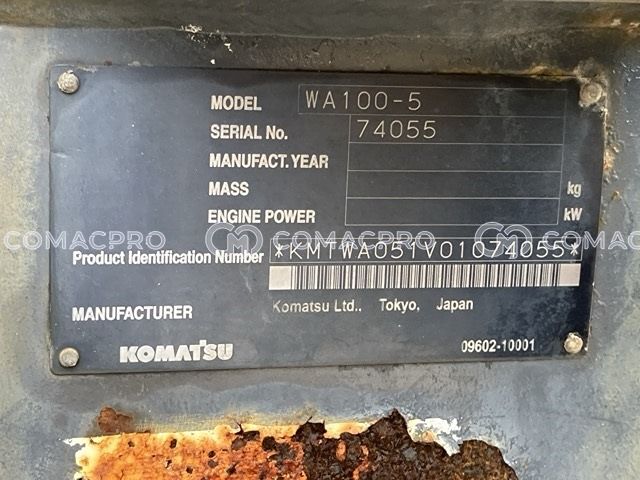 MODEL WA100-5
SERIAL No. 74055
MANUFACT. YEAR
MASS kg
ENGINE POWER kW
COMACPRO COMACPRO COMACPRO
Product Identification Number *KMTWA051V01074055*
MANUFACTURER Komatsu Ltd., Tokyo, Japan
KOMATSU 09602-10001